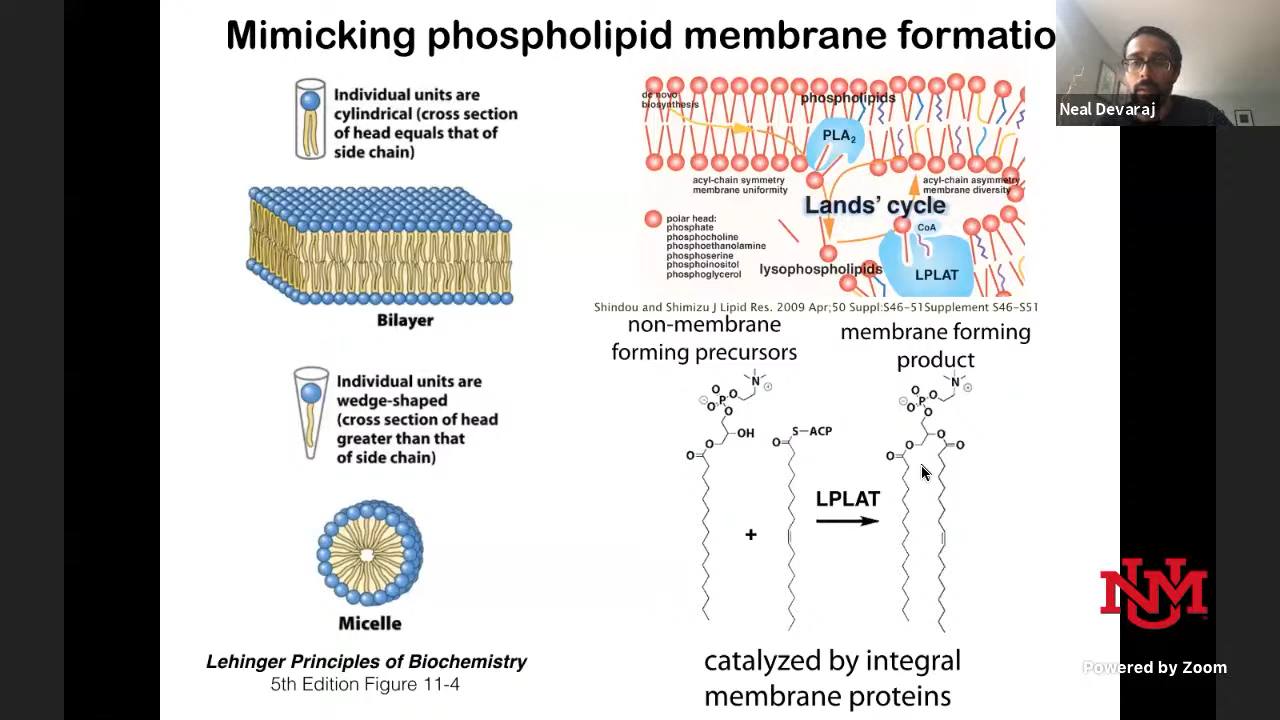 Mimicking phospholipid membrane formatio
Neal Devaraj
Individual units are
cylindrical (cross section
of head equals that of
side chain)
Bilayer
Individual units are
wedge-shaped
(cross section of head
greater than that
of side chain)
Micelle
Lehinger Principles of Biochemistry
5th Edition Figure 11-4
de novo
biosynthesis
phospholipids
PLA2
acyl-chain symmetry
membrane uniformity
acyl-chain asymmetry
membrane diversity
Lands' cycle
polar head:
phosphate
phosphocholine
phosphoethanolamine
phosphoserine
phosphoinositol
phosphoglycerol
CoA
LPLAT
lysophospholipids
Shindou and Shimizu J Lipid Res. 2009 Apr;50 Suppl:S46-51Supplement S46-S51
non-membrane
forming precursors
membrane forming
product
N
O
P
O
O
O
OH
O
O
S-ACP
O
+
LPLAT
N
O
P
O
O
O
O
O
O
O
catalyzed by integral
membrane proteins
UNM
Powered by Zoom